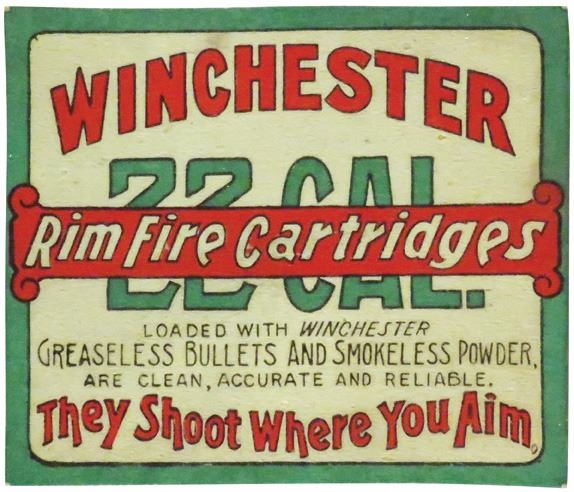 WINCHESTER
22 CAL.
Rim Fire Cartridges
LOADED WITH WINCHESTER
GREASELESS BULLETS AND SMOKELESS POWDER,
ARE CLEAN, ACCURATE AND RELIABLE.
They Shoot Where You Aim.